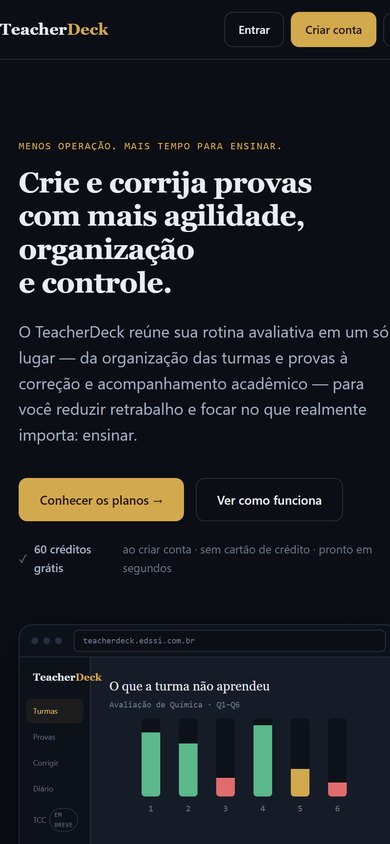 TeacherDeck
Entrar
Criar conta
MENOS OPERAÇÃO. MAIS TEMPO PARA ENSINAR.
Crie e corrija provas
com mais agilidade,
organização
e controle.
O TeacherDeck reúne sua rotina avaliativa em um só
lugar — da organização das turmas e provas à
correção e acompanhamento acadêmico — para
você reduzir retrabalho e focar no que realmente
importa: ensinar.
Conhecer os planos →
Ver como funciona
✓ 60 créditos grátis
ao criar conta · sem cartão de crédito · pronto em
segundos
teacherdeck.edssi.com.br
TeacherDeck
Turmas
Provas
Corrigir
Diário
TCC EM BREVE
O que a turma não aprendeu
Avaliação de Química · Q1–Q6
1 2 3 4 5 6